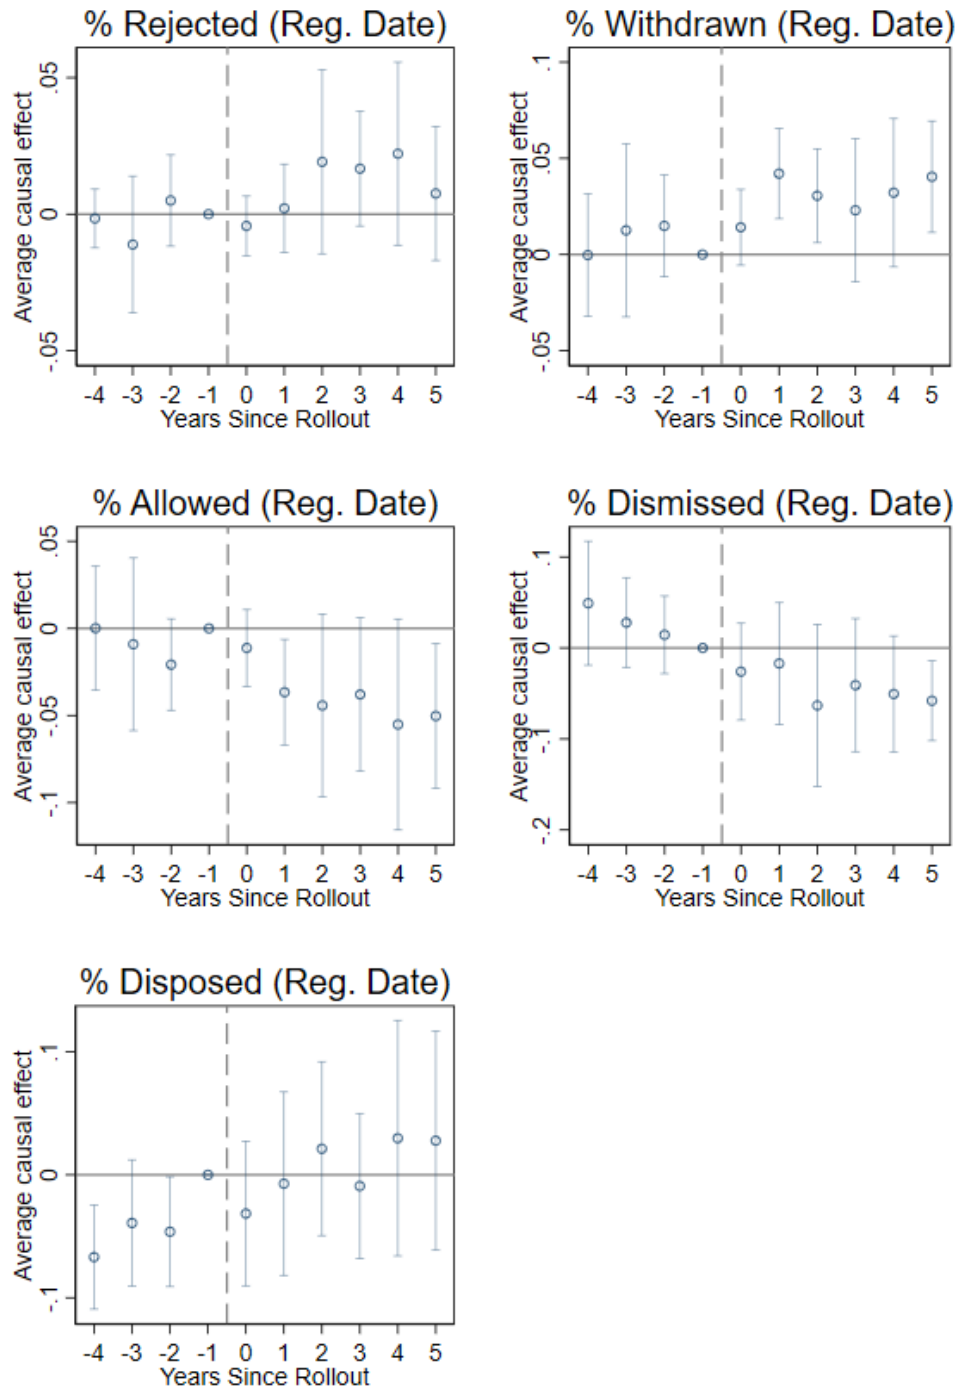 % Rejected (Reg. Date)
Average causal effect
.05
0
-.05
-4 -3 -2 -1 0 1 2 3 4 5
Years Since Rollout
% Withdrawn (Reg. Date)
Average causal effect
.1
.05
0
-.05
-4 -3 -2 -1 0 1 2 3 4 5
Years Since Rollout
% Allowed (Reg. Date)
Average causal effect
.05
0
-.05
-.1
-4 -3 -2 -1 0 1 2 3 4 5
Years Since Rollout
% Dismissed (Reg. Date)
Average causal effect
.1
0
-.1
-.2
-4 -3 -2 -1 0 1 2 3 4 5
Years Since Rollout
% Disposed (Reg. Date)
Average causal effect
.1
0
-.1
-4 -3 -2 -1 0 1 2 3 4 5
Years Since Rollout